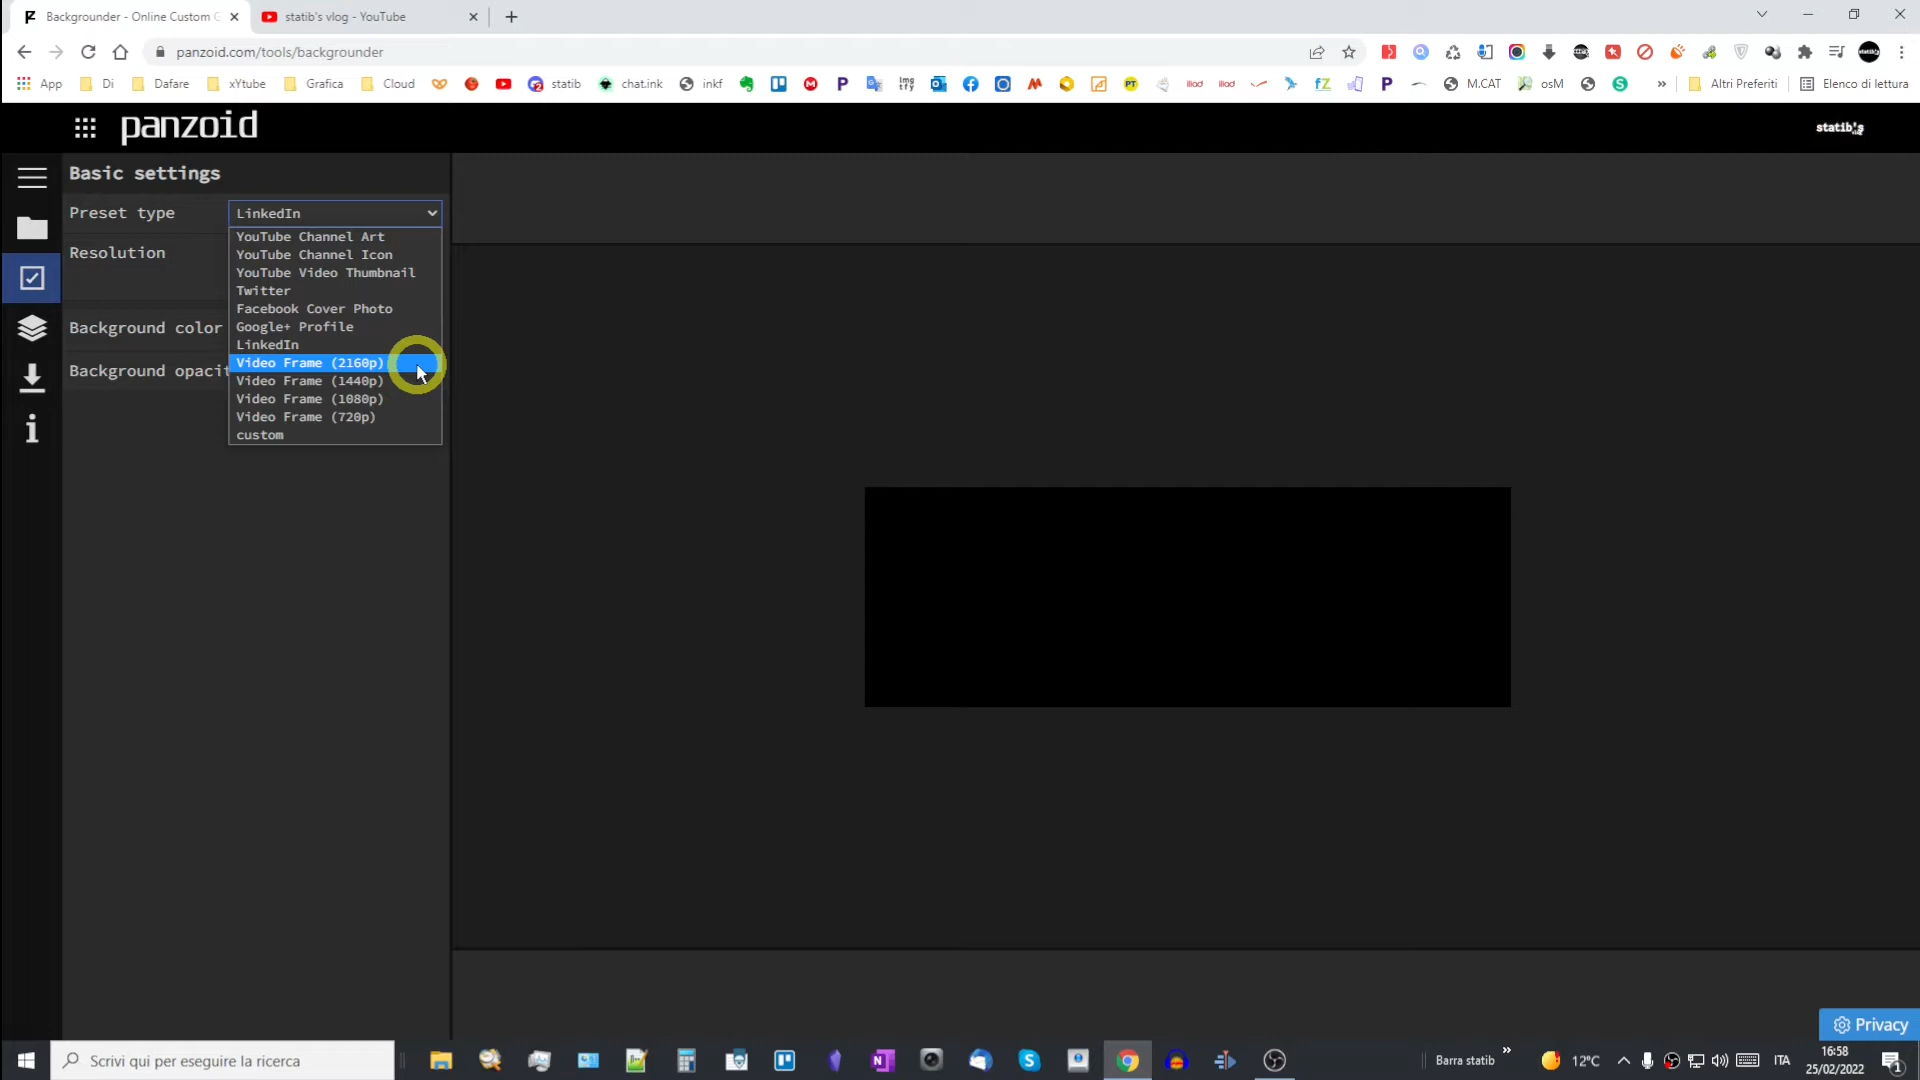 Backgrounder - Online Custom G
statib's vlog - YouTube
panzoid.com/tools/backgrounder
App
Di
Dafare
xYtube
Grafica
Cloud
statib
chat.ink
inkf
M.CAT
osM
Altri Preferiti
Elenco di lettura
panzoid
statib's
Basic settings
Preset type
LinkedIn
YouTube Channel Art
YouTube Channel Icon
YouTube Video Thumbnail
Twitter
Facebook Cover Photo
Google+ Profile
LinkedIn
Video Frame (2160p)
Video Frame (1440p)
Video Frame (1080p)
Video Frame (720p)
custom
Resolution
Background color
Background opacit
Privacy
Scrivi qui per eseguire la ricerca
Barra statib
12°C
ITA
16:58
25/02/2022
1